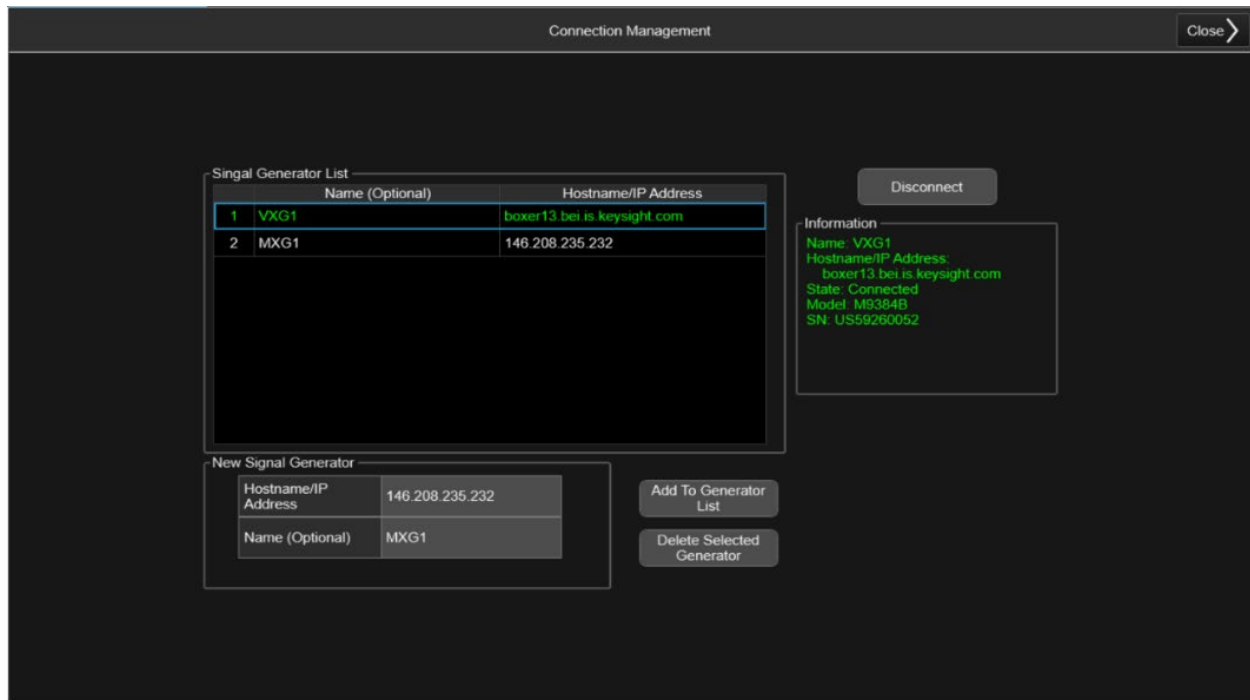 Connection Management
Close
Singal Generator List
Name (Optional) Hostname/IP Address
1 VXG1 boxer13.bei.is.keysight.com
2 MXG1 146.208.235.232
Disconnect
Information
Name: VXG1
Hostname/IP Address:
boxer13.bei.is.keysight.com
State: Connected
Model: M9384B
SN: US59260052
New Signal Generator
Hostname/IP
Address
146.208.235.232
Name (Optional) MXG1
Add To Generator
List
Delete Selected
Generator